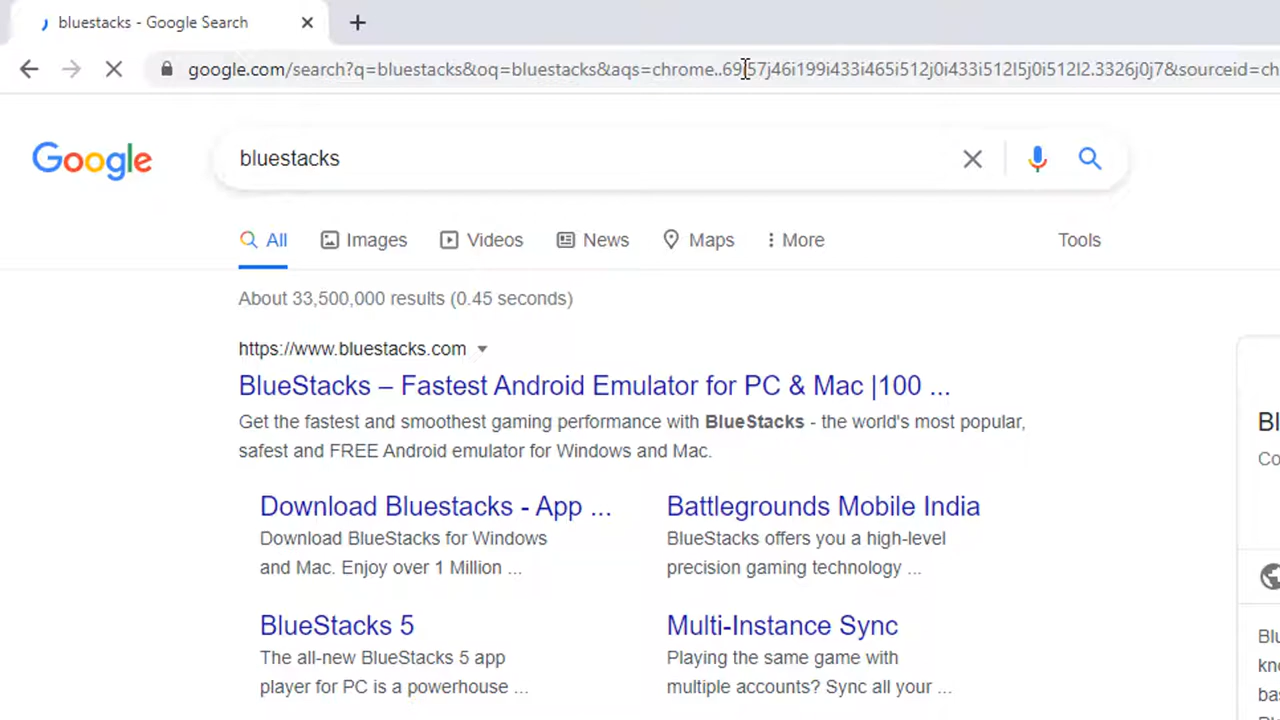 bluestacks - Google Search
google.com/search?q=bluestacks&oq=bluestacks&aqs=chrome..69i57j46i199i433i465i512j0i433i512l5j0i512l2.3326j0j7&sourceid=ch
Google
bluestacks
All Images Videos News Maps More Tools
About 33,500,000 results (0.45 seconds)
https://www.bluestacks.com
BlueStacks – Fastest Android Emulator for PC & Mac |100 ...
Get the fastest and smoothest gaming performance with BlueStacks - the world's most popular,
safest and FREE Android emulator for Windows and Mac.
Download Bluestacks - App ...
Download BlueStacks for Windows
and Mac. Enjoy over 1 Million ...
Battlegrounds Mobile India
BlueStacks offers you a high-level
precision gaming technology ...
BlueStacks 5
The all-new BlueStacks 5 app
player for PC is a powerhouse ...
Multi-Instance Sync
Playing the same game with
multiple accounts? Sync all your ...
Bl
Co
Blu
kno
bas